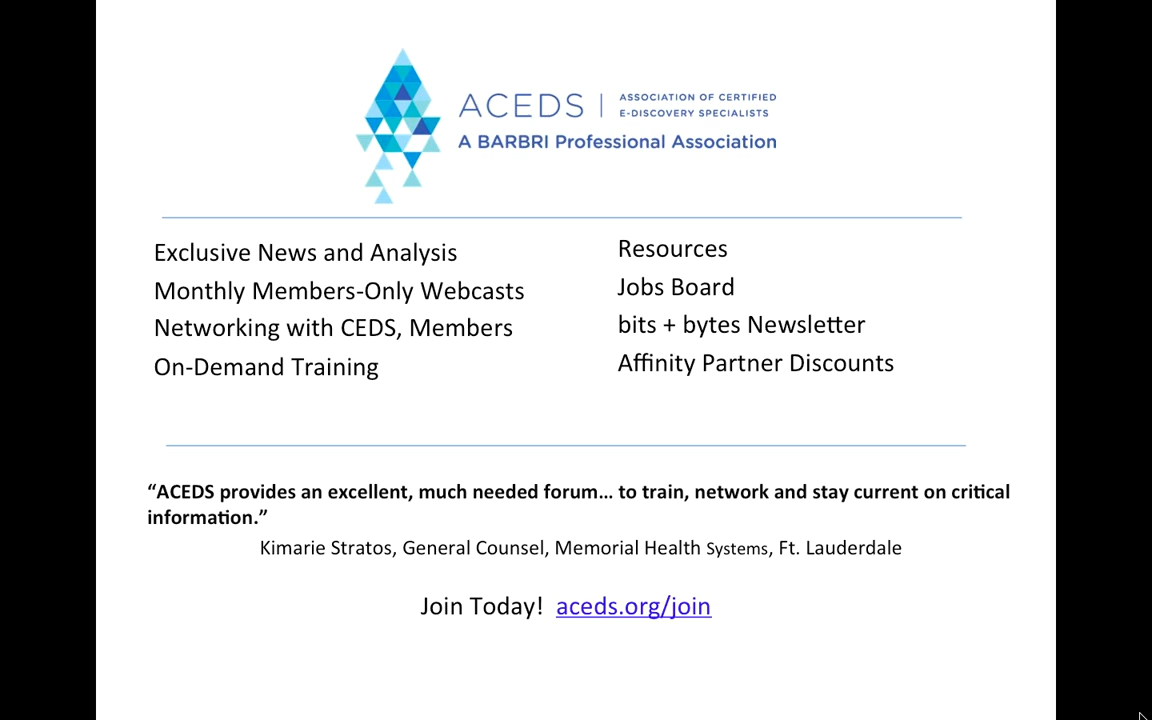 ACEDS | ASSOCIATION OF CERTIFIED
E-DISCOVERY SPECIALISTS
A BARBRI Professional Association
Exclusive News and Analysis
Monthly Members-Only Webcasts
Networking with CEDS, Members
On-Demand Training
Resources
Jobs Board
bits + bytes Newsletter
Affinity Partner Discounts
“ACEDS provides an excellent, much needed forum… to train, network and stay current on critical
information.”
Kimarie Stratos, General Counsel, Memorial Health Systems, Ft. Lauderdale
Join Today! aceds.org/join